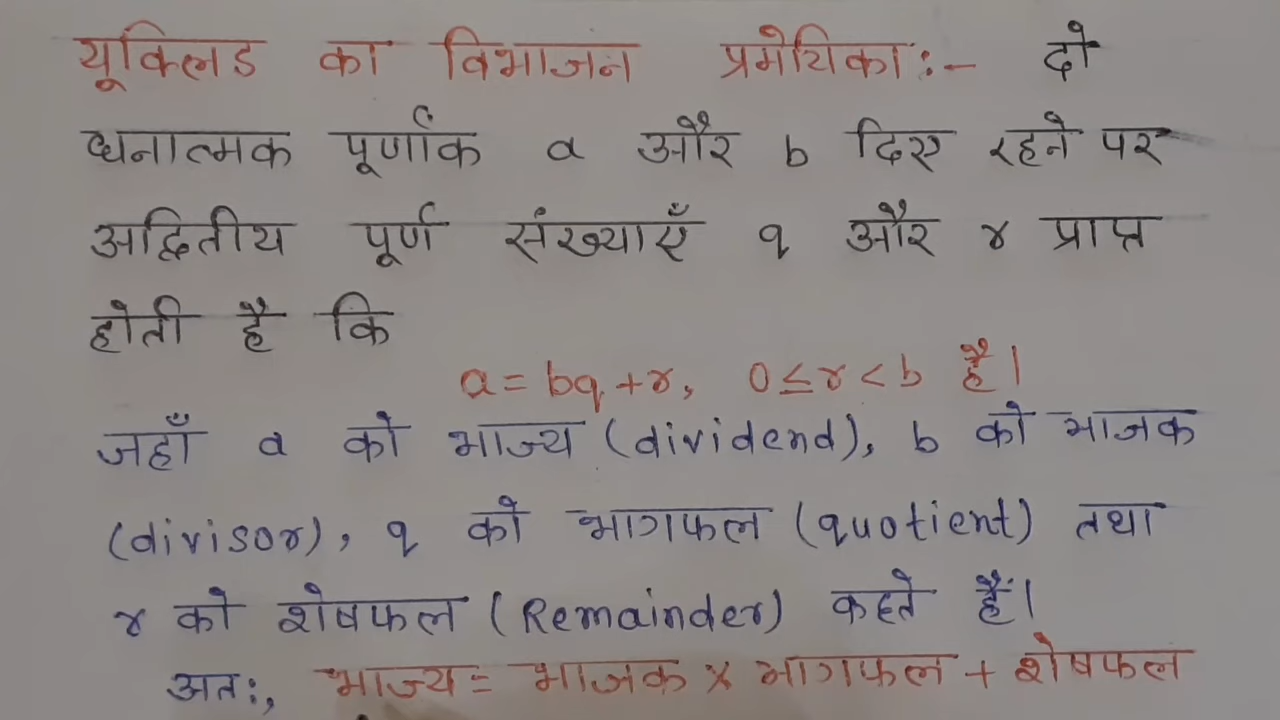 यूक्लिड का विभाजन प्रमेयिका :- दो
धनात्मक पूर्णांक a और b दिए रहने पर
अद्वितीय पूर्ण संख्याएँ q और r प्राप्त
होती है कि
a = bq + r, 0 ≤ r < b है।
जहाँ a को भाज्य (dividend), b को भाजक
(divisor), q को भागफल (quotient) तथा
r को शेषफल (Remainder) कहते हैं।
अतः, भाज्य = भाजक × भागफल + शेषफल